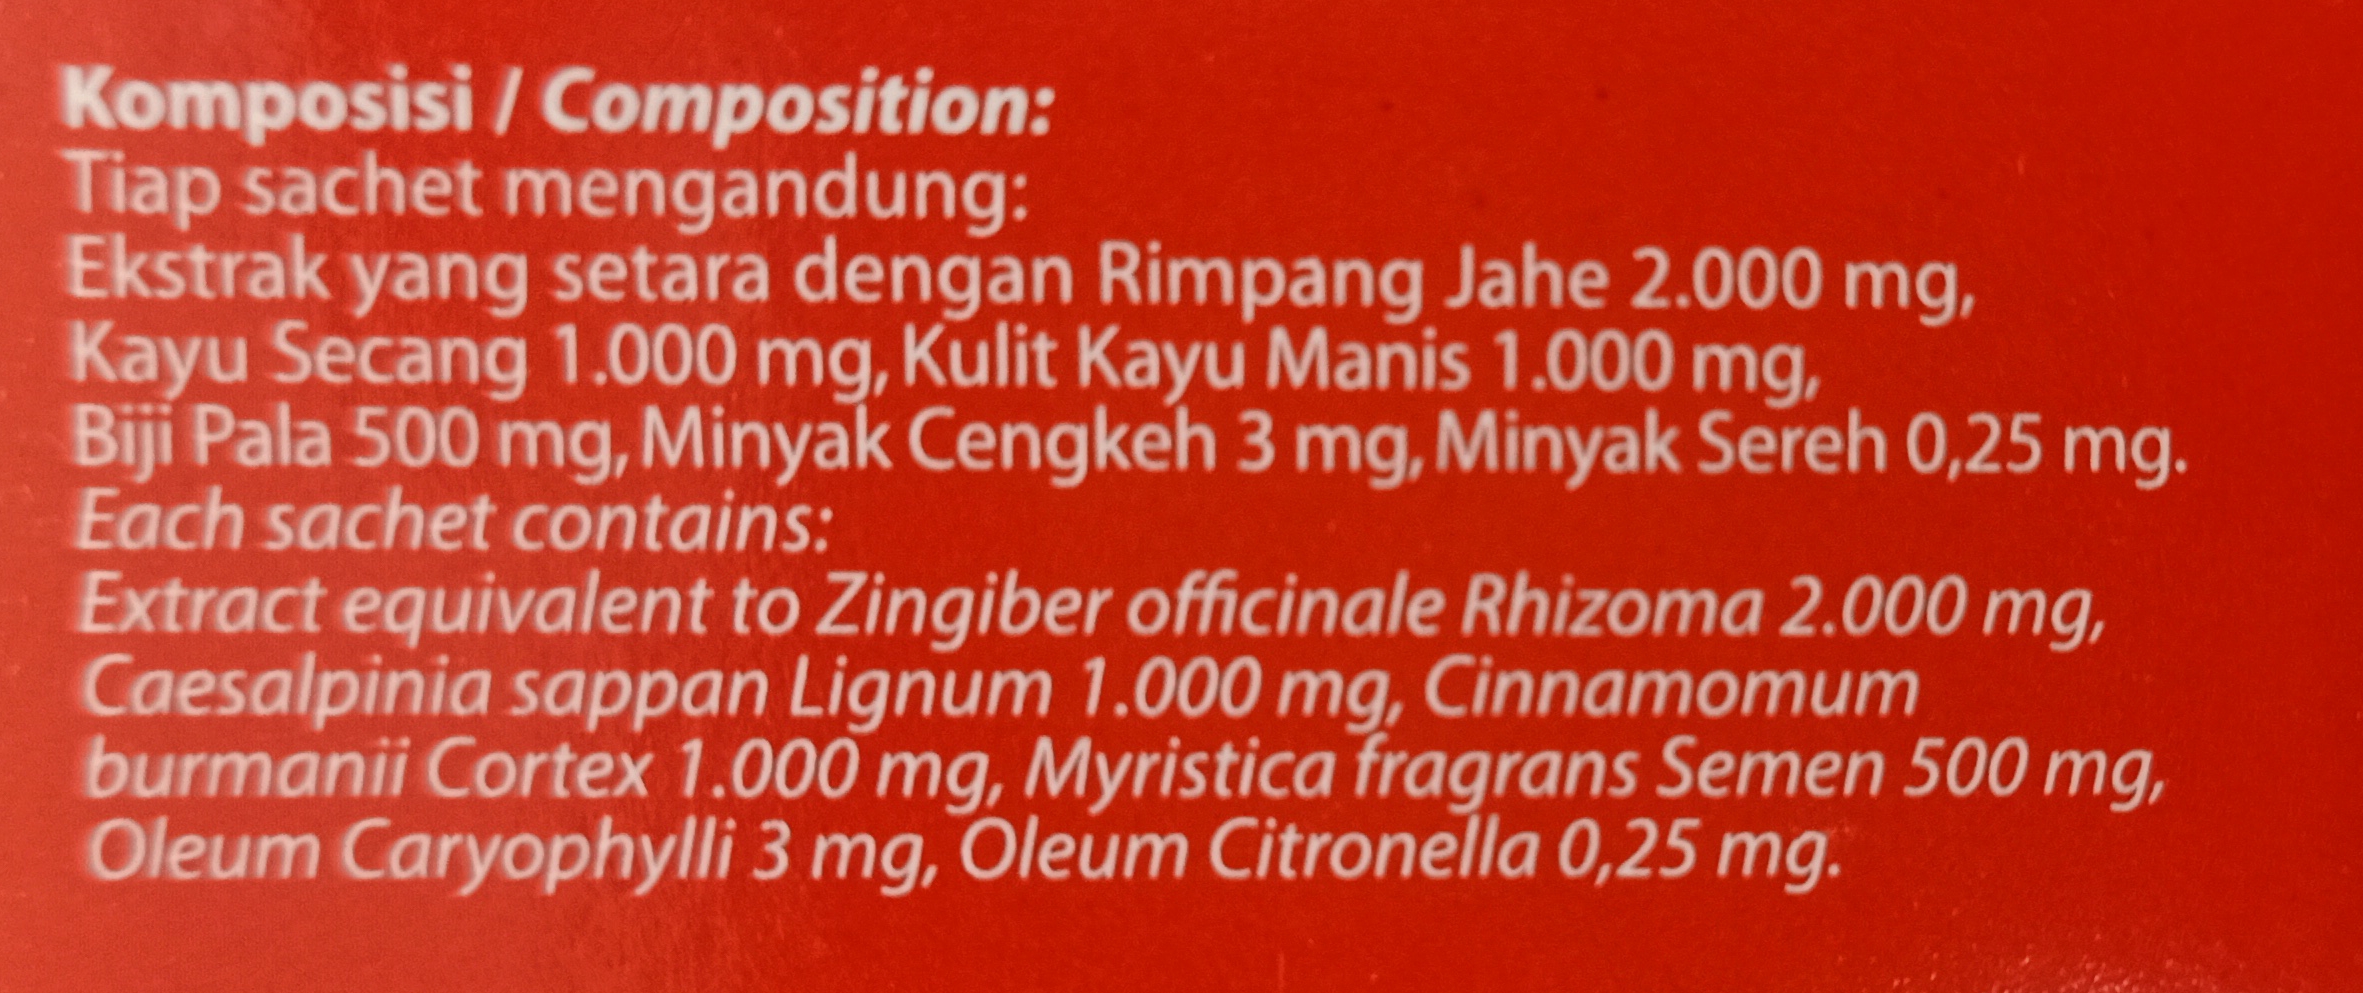 Komposisi / Composition:
Tiap sachet mengandung:
Ekstrak yang setara dengan Rimpang Jahe 2.000 mg,
Kayu Secang 1.000 mg, Kulit Kayu Manis 1.000 mg,
Biji Pala 500 mg, Minyak Cengkeh 3 mg, Minyak Sereh 0,25 mg.
Each sachet contains:
Extract equivalent to Zingiber officinale Rhizoma 2.000 mg,
Caesalpinia sappan Lignum 1.000 mg, Cinnamomum
burmanii Cortex 1.000 mg, Myristica fragrans Semen 500 mg,
Oleum Caryophylli 3 mg, Oleum Citronella 0,25 mg.